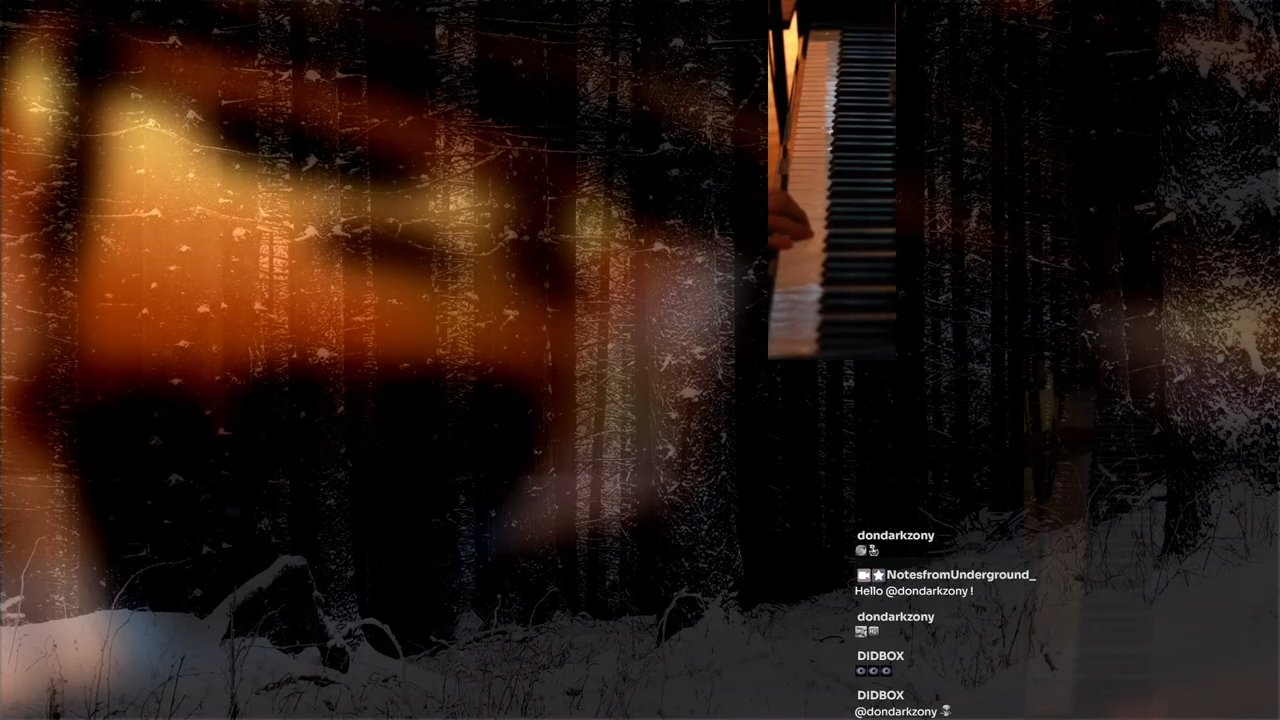 dondarkzony
NotesfromUnderground_
Hello @dondarkzony !
dondarkzony
DIDBOX
DIDBOX
@dondarkzony